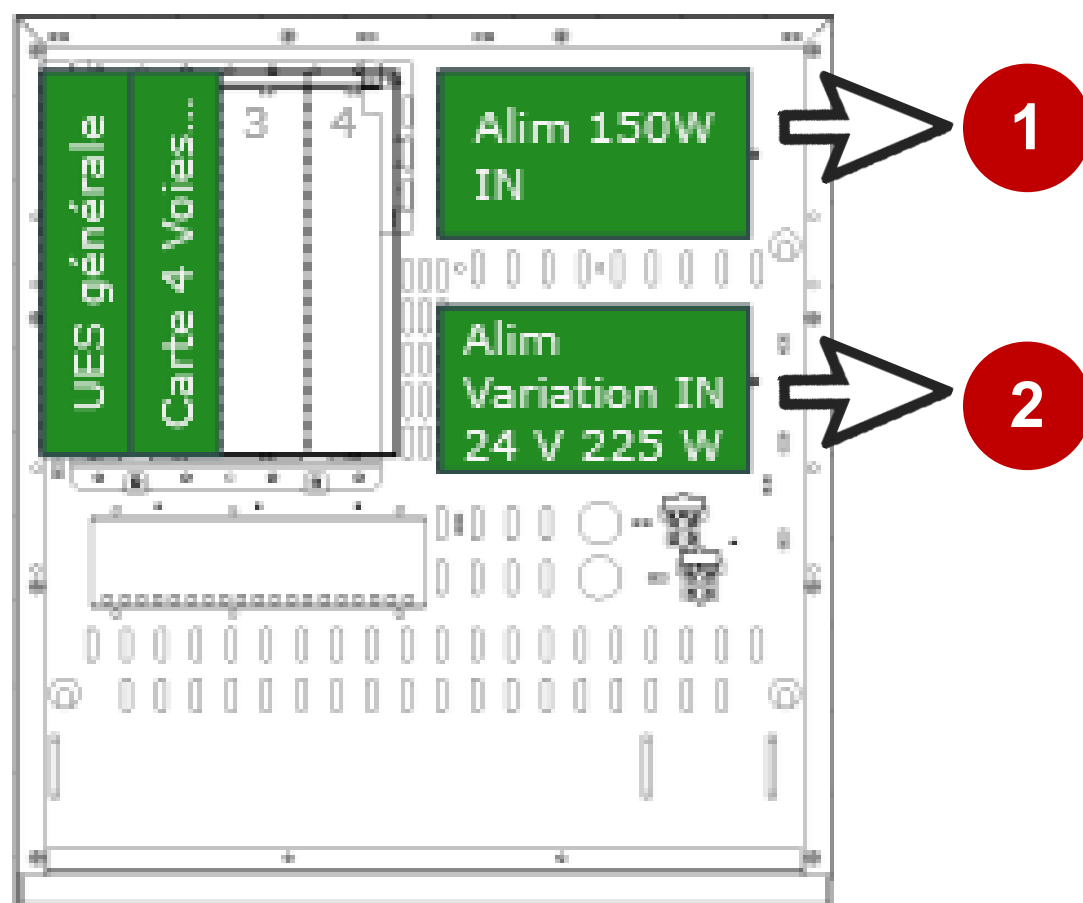 UES générale
Carte 4 Voies...
3
4
Alim 150W
IN
1
Alim
Variation IN
24 V 225 W
2